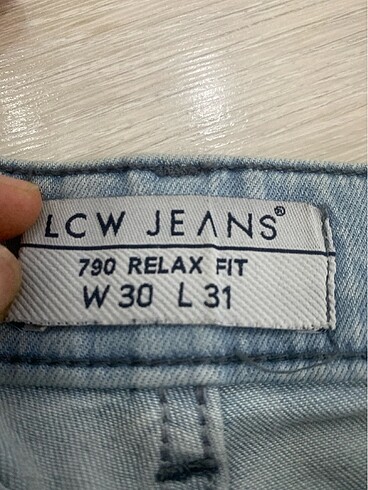 LCW JEANS®
790 RELAX FIT
W 30 L 31